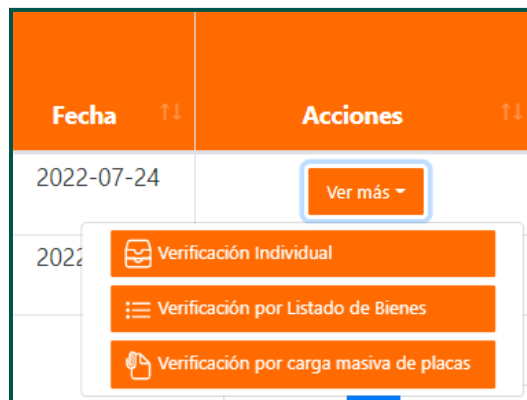 Fecha
Acciones
2022-07-24
Ver más
2022
Verificación Individual
Verificación por Listado de Bienes
Verificación por carga masiva de placas